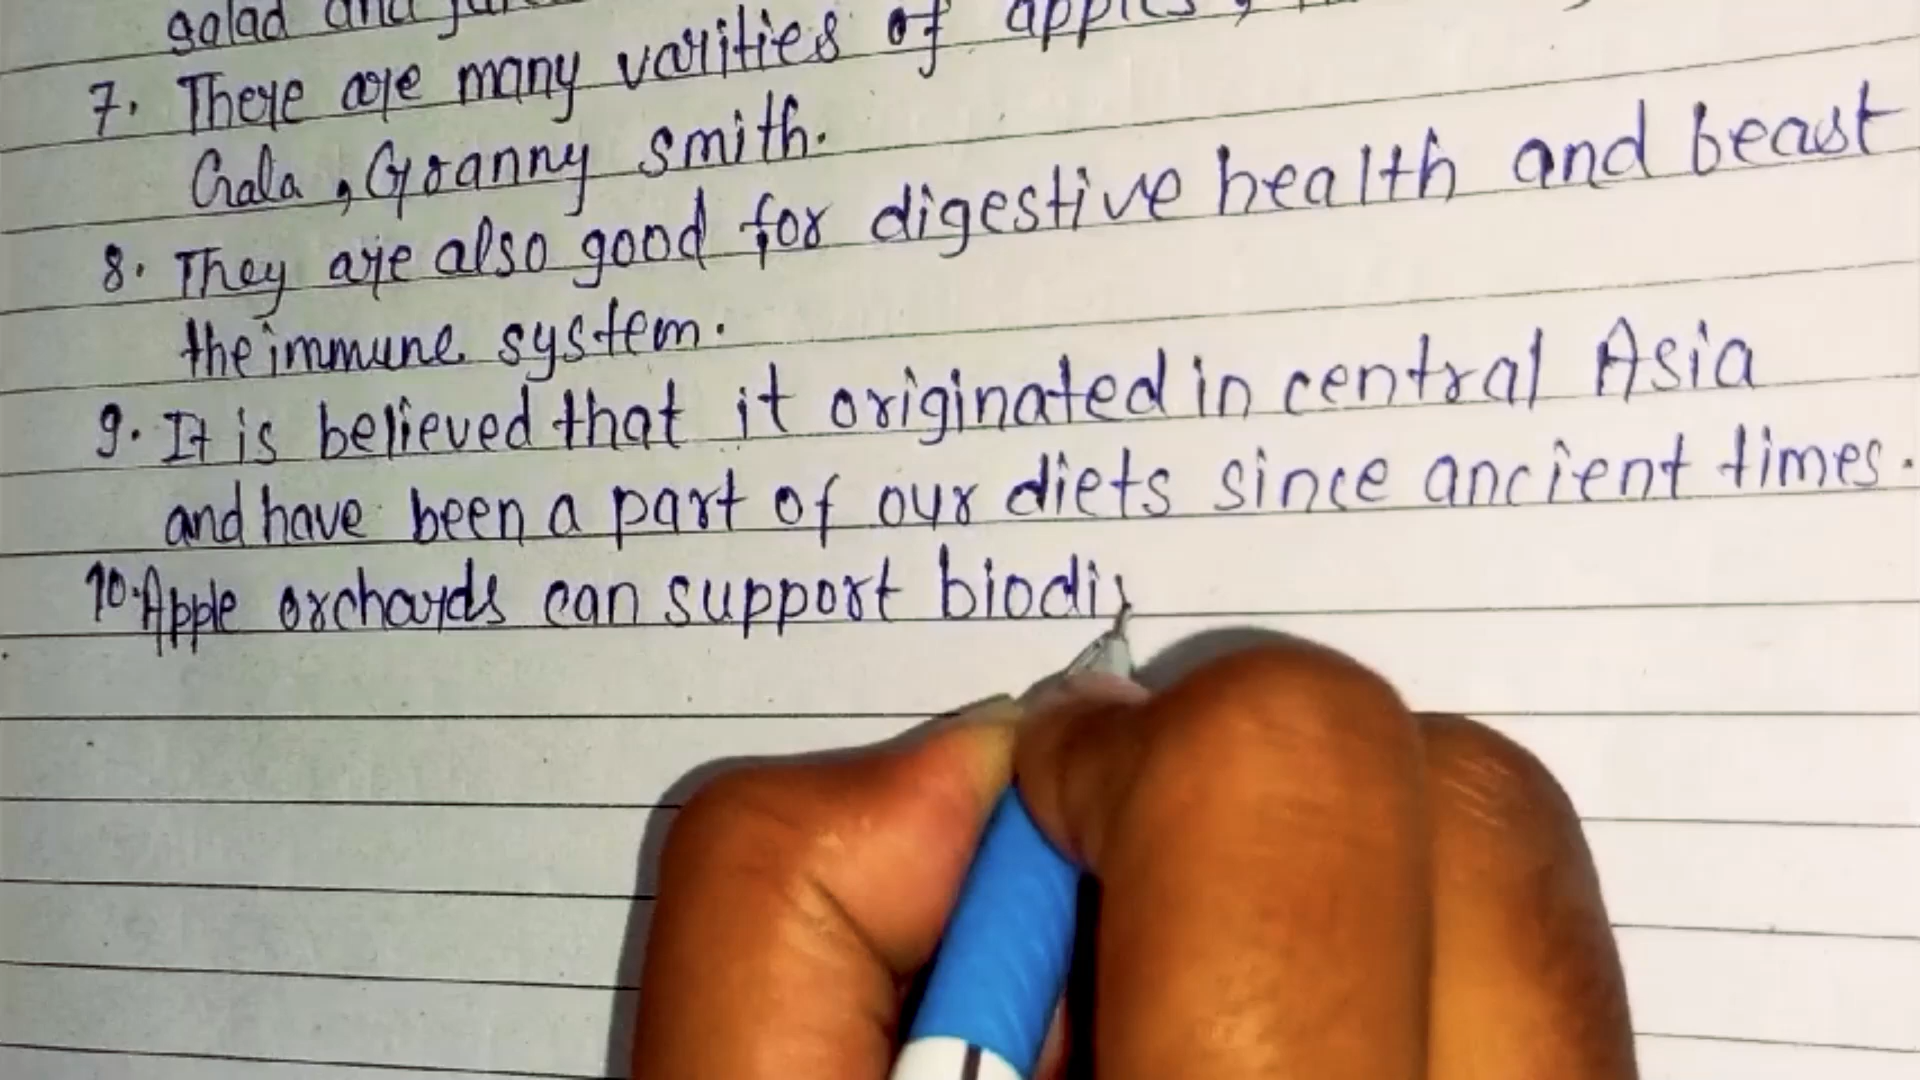 salad and
7. There are many varities of apples,
Gala, Granny smith.
8. They are also good for digestive health and beast
the immune system.
9. It is believed that it originated in central Asia
and have been a part of our diets since ancient times.
10. Apple orchards can support biodi